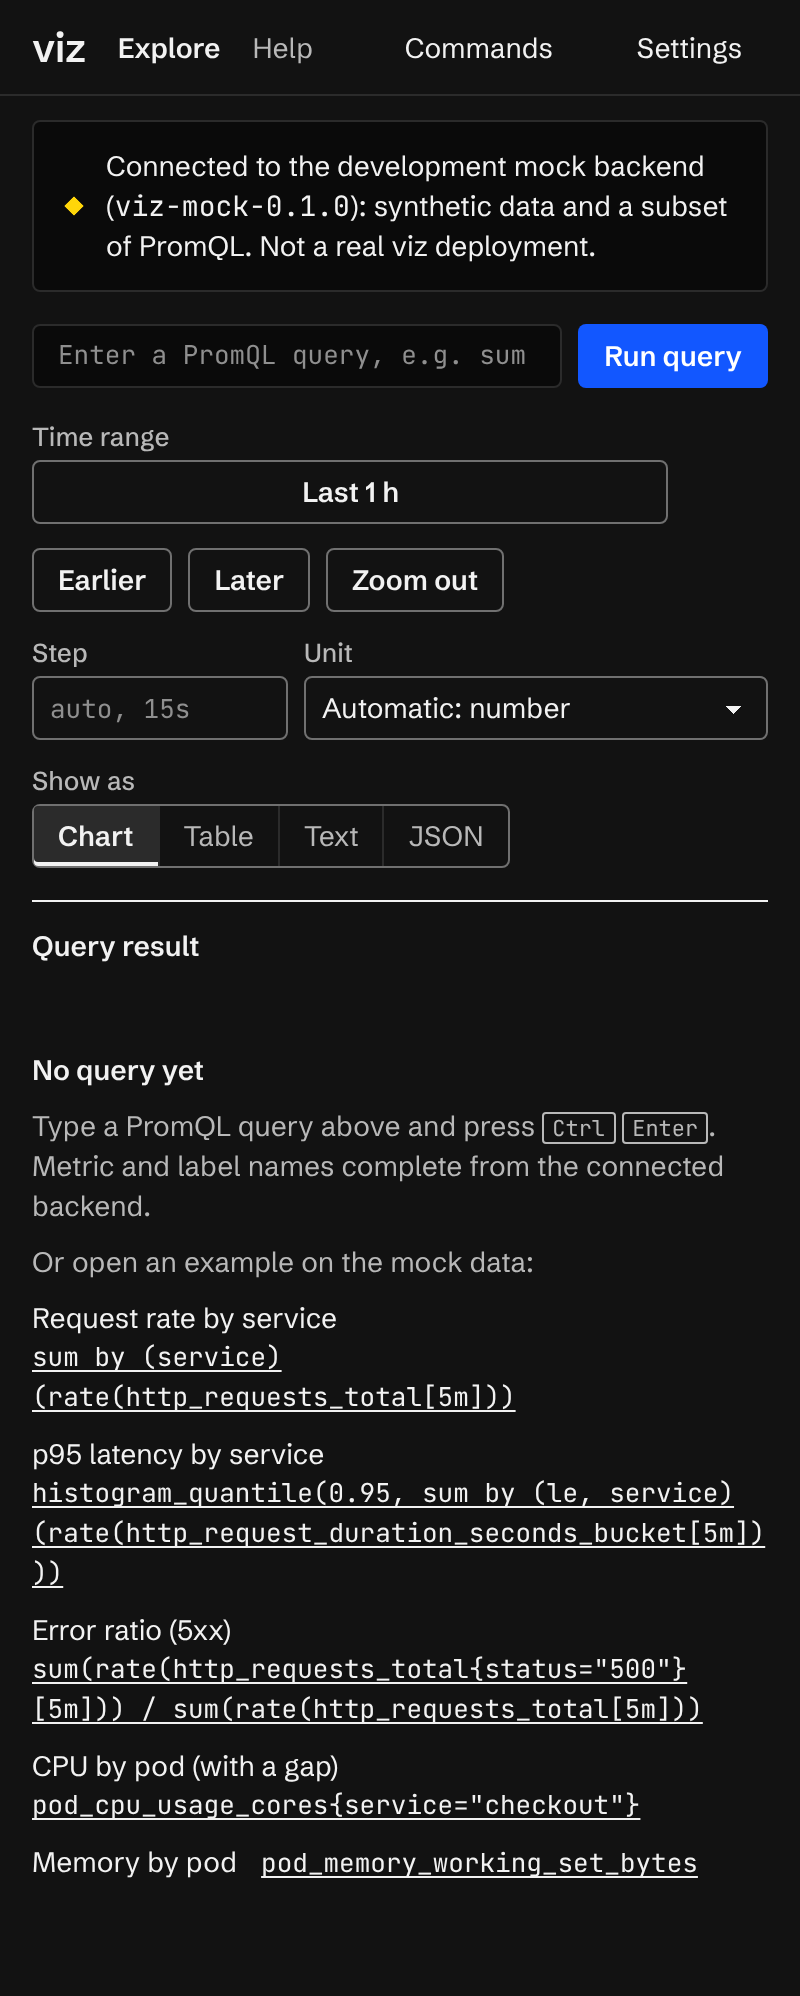 viz Explore Help Commands Settings
Connected to the development mock backend
(viz-mock-0.1.0): synthetic data and a subset
of PromQL. Not a real viz deployment.
Enter a PromQL query, e.g. sum Run query
Time range
Last 1 h
Earlier Later Zoom out
Step Unit
auto, 15s Automatic: number
Show as
Chart Table Text JSON
Query result
No query yet
Type a PromQL query above and press Ctrl Enter.
Metric and label names complete from the connected
backend.
Or open an example on the mock data:
Request rate by service
sum by (service)
(rate(http_requests_total[5m]))
p95 latency by service
histogram_quantile(0.95, sum by (le, service)
(rate(http_request_duration_seconds_bucket[5m])
))
Error ratio (5xx)
sum(rate(http_requests_total{status="500"}
[5m])) / sum(rate(http_requests_total[5m]))
CPU by pod (with a gap)
pod_cpu_usage_cores{service="checkout"}
Memory by pod pod_memory_working_set_bytes